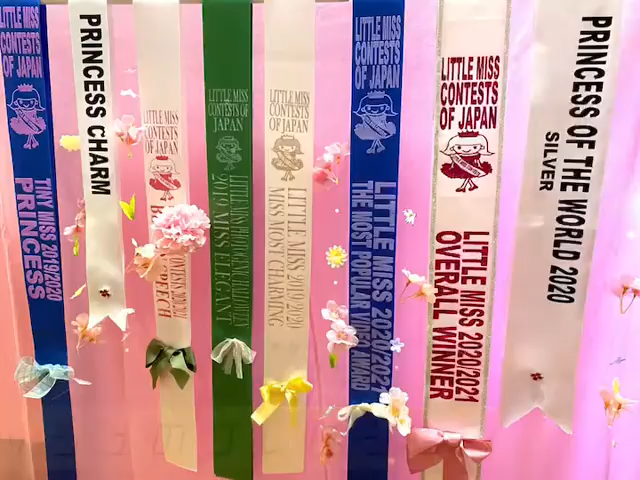 LITTLE MISS
CONTESTS
OF JAPAN
TINY MISS 2019/2020
PRINCESS
PRINCESS CHARM
LITTLE MISS
CONTESTS
OF JAPAN
SPEECH
LITTLE MISS
CONTESTS OF
JAPAN
2019 MISS ELEGANT
LITTLE MISS
CONTESTS
OF JAPAN
LITTLE MISS 2019/2020
MISS MOST CHARMING
LITTLE MISS
CONTESTS
OF JAPAN
LITTLE MISS 2020/2021
THE MOST POPULAR VIDEO AWARD
LITTLE MISS
CONTESTS
OF JAPAN
LITTLE MISS 2020/2021
OVERALL WINNER
PRINCESS OF THE WORLD 2020
SILVER